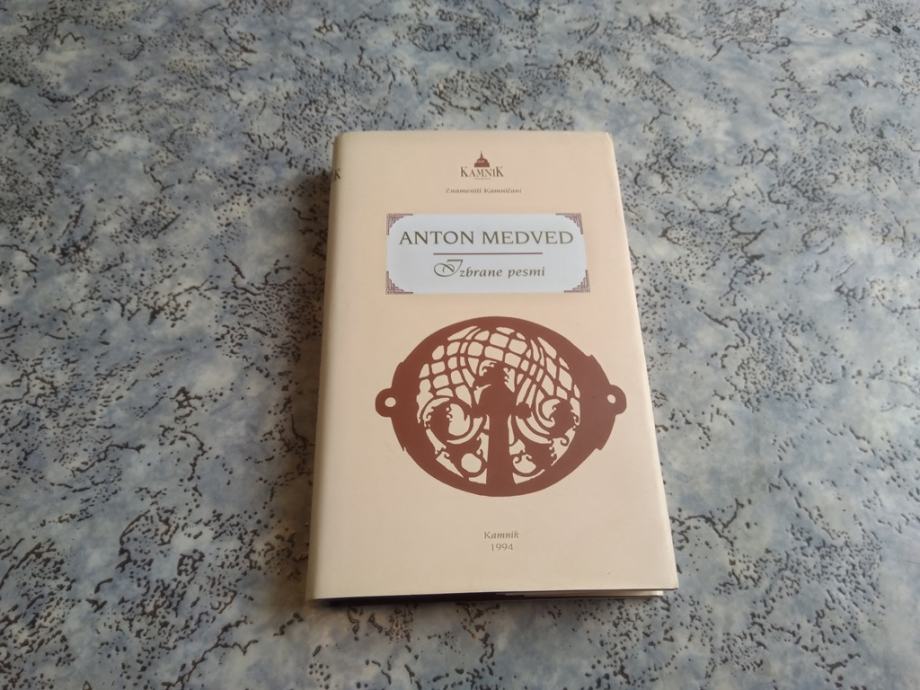 KAMNIK
Znameniti Kamničani
ANTON MEDVED
Izbrane pesmi
Kamnik
1994
K